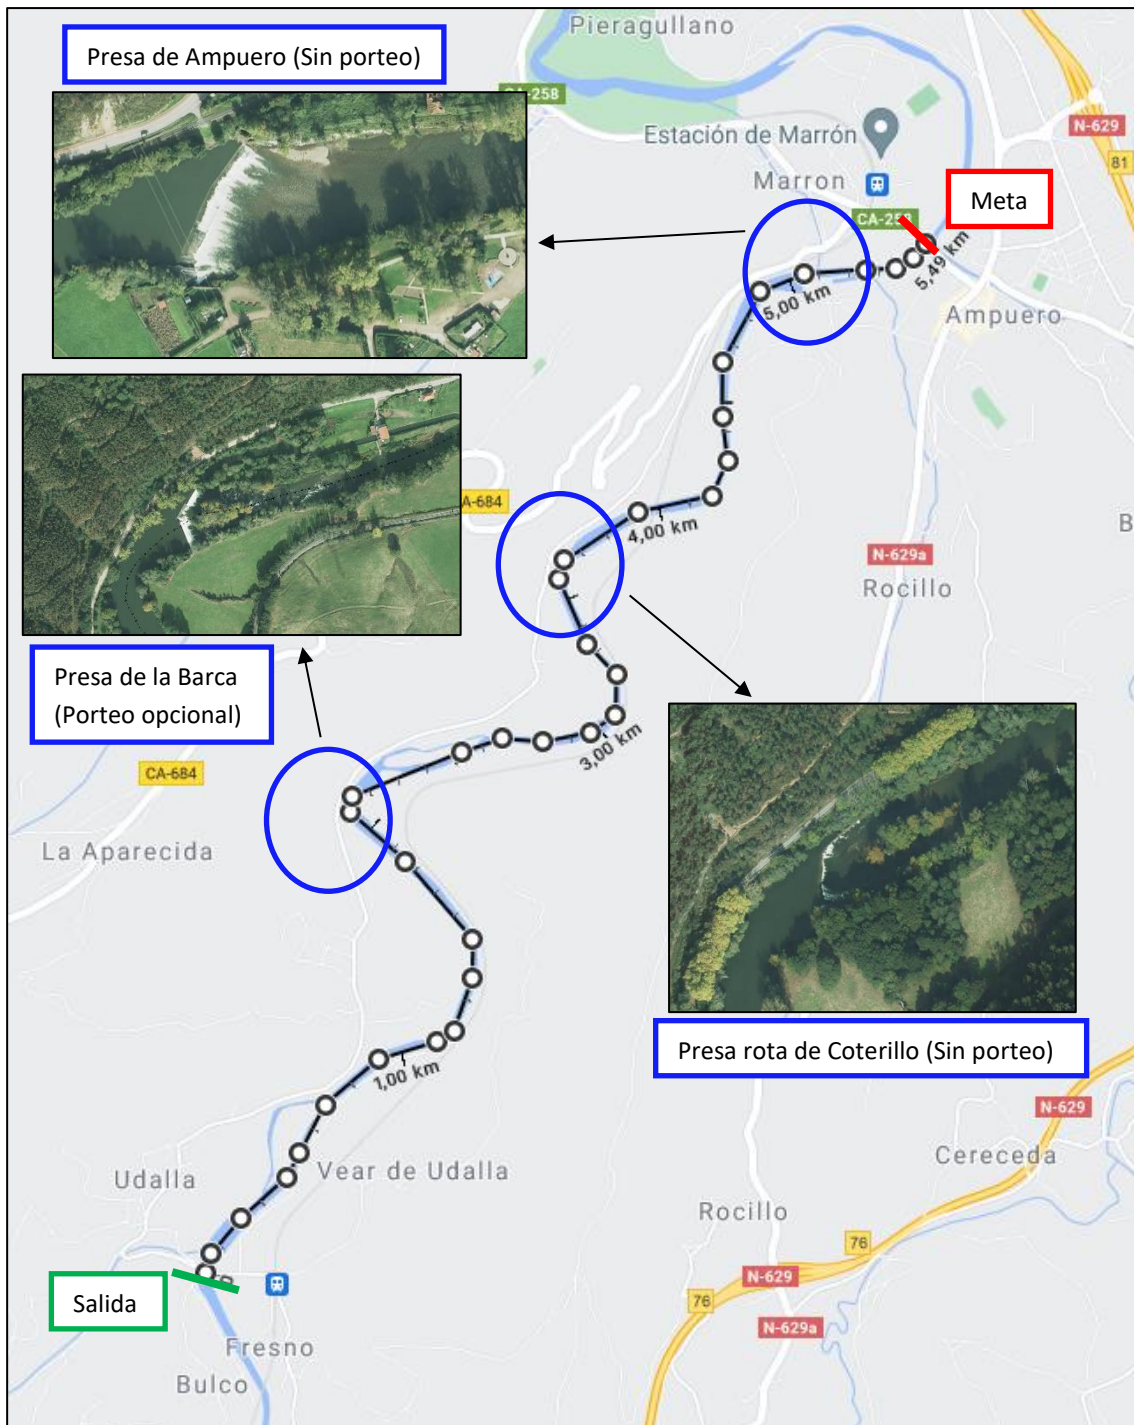 Pieragullano
Presa de Ampuero (Sin porteo)
CA-258
N-629
Estación de Marrón
81
Marron
Meta
CA-258
5,49 km
5,00 km
Ampuero
CA-684
4,00 km
N-629a
Rocillo
Presa de la Barca
(Porteo opcional)
3,00 km
CA-684
La Aparecida
Presa rota de Coterillo (Sin porteo)
1,00 km
N-629
Cereceda
Udalla
Vear de Udalla
Rocillo
76
N-629
76
Salida
N-629a
Fresno
Bulco